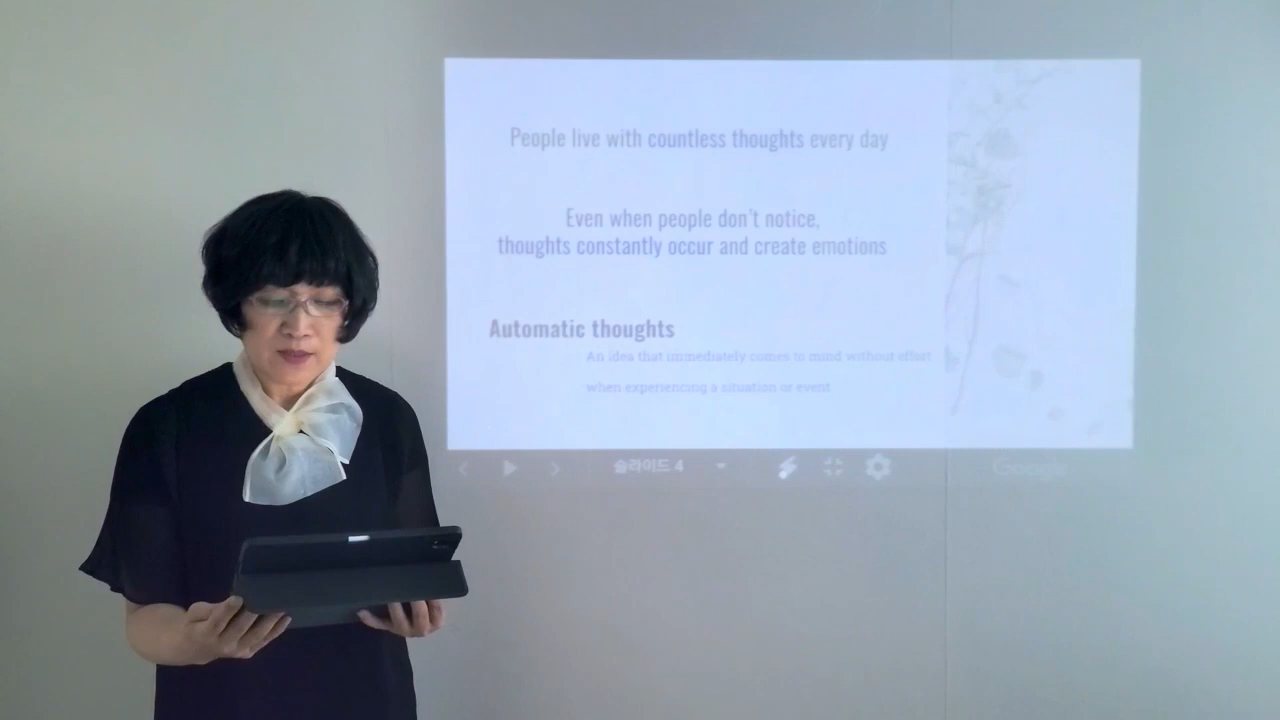 People live with countless thoughts every day
Even when people don't notice,
thoughts constantly occur and create emotions
Automatic thoughts
An idea that immediately comes to mind without effort
when experiencing a situation or event
슬라이드 4
Google